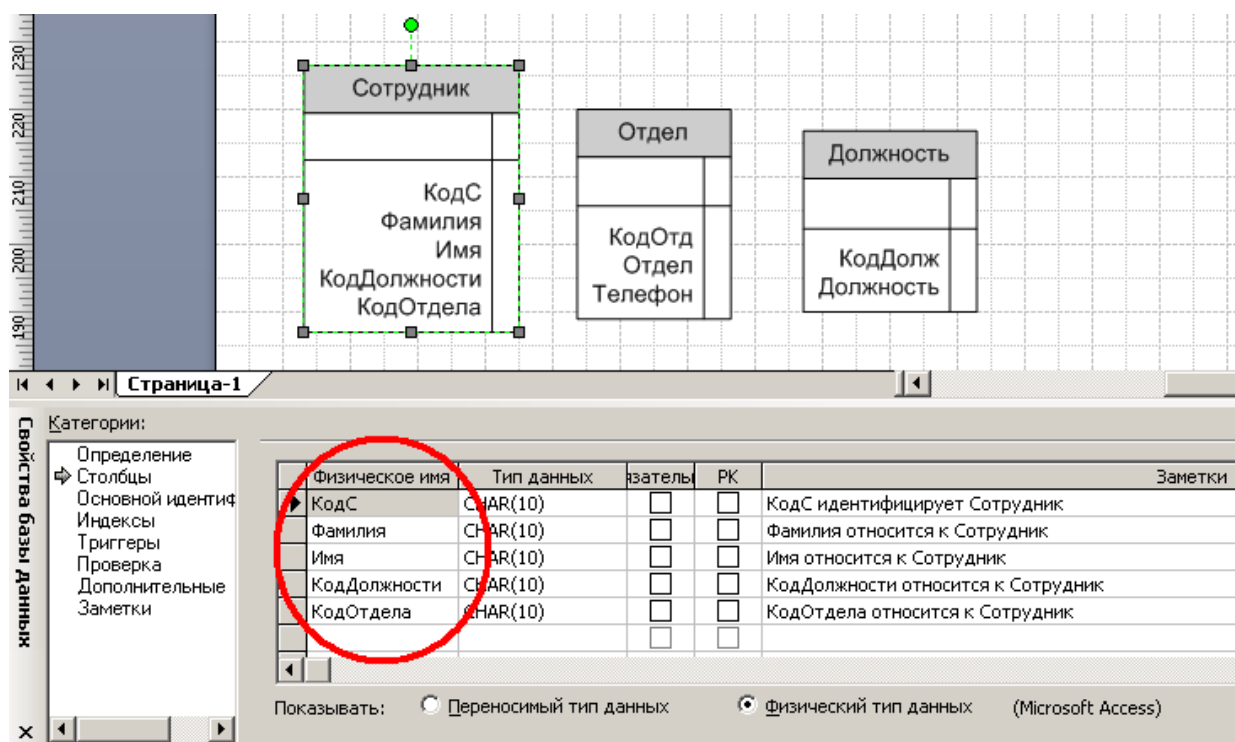 230
220
210
200
190
Сотрудник
КодС
Фамилия
Имя
КодДолжности
КодОтдела
Отдел
КодОтд
Отдел
Телефон
Должность
КодДолж
Должность
Страница-1
Свойства базы данных
Категории:
Определение
Столбцы
Основной идентиф
Индексы
Триггеры
Проверка
Дополнительные
Заметки
Физическое имя Тип данных язателы PK Заметки
КодС CHAR(10) КодС идентифицирует Сотрудник
Фамилия CHAR(10) Фамилия относится к Сотрудник
Имя CHAR(10) Имя относится к Сотрудник
КодДолжности CHAR(10) КодДолжности относится к Сотрудник
КодОтдела CHAR(10) КодОтдела относится к Сотрудник
Показывать: Переносимый тип данных Физический тип данных (Microsoft Access)